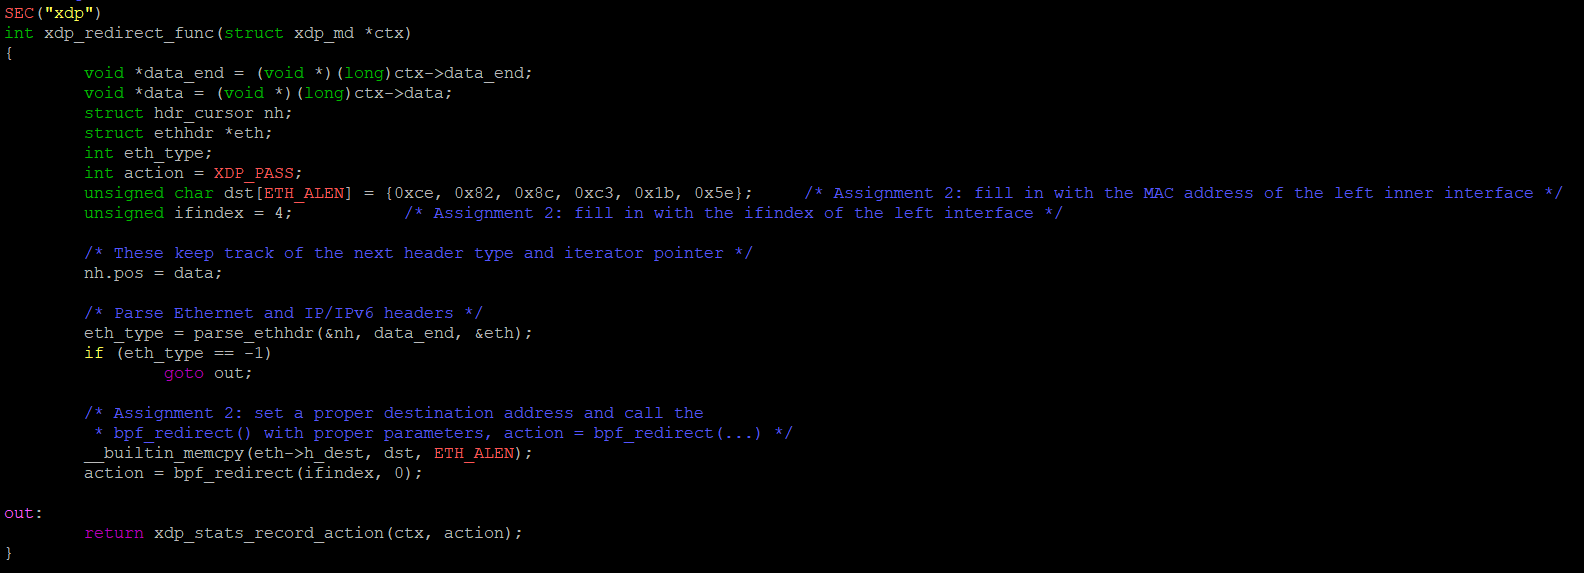 SEC("xdp")
int xdp_redirect_func(struct xdp_md *ctx)
{
        void *data_end = (void *)(long)ctx->data_end;
        void *data = (void *)(long)ctx->data;
        struct hdr_cursor nh;
        struct ethhdr *eth;
        int eth_type;
        int action = XDP_PASS;
        unsigned char dst[ETH_ALEN] = {0xce, 0x82, 0x8c, 0xc3, 0x1b, 0x5e};     /* Assignment 2: fill in with the MAC address of the left inner interface */
        unsigned ifindex = 4;           /* Assignment 2: fill in with the ifindex of the left interface */

        /* These keep track of the next header type and iterator pointer */
        nh.pos = data;

        /* Parse Ethernet and IP/IPv6 headers */
        eth_type = parse_ethhdr(&nh, data_end, &eth);
        if (eth_type == -1)
                goto out;

        /* Assignment 2: set a proper destination address and call the
         * bpf_redirect() with proper parameters, action = bpf_redirect(...) */
        __builtin_memcpy(eth->h_dest, dst, ETH_ALEN);
        action = bpf_redirect(ifindex, 0);

out:
        return xdp_stats_record_action(ctx, action);
}